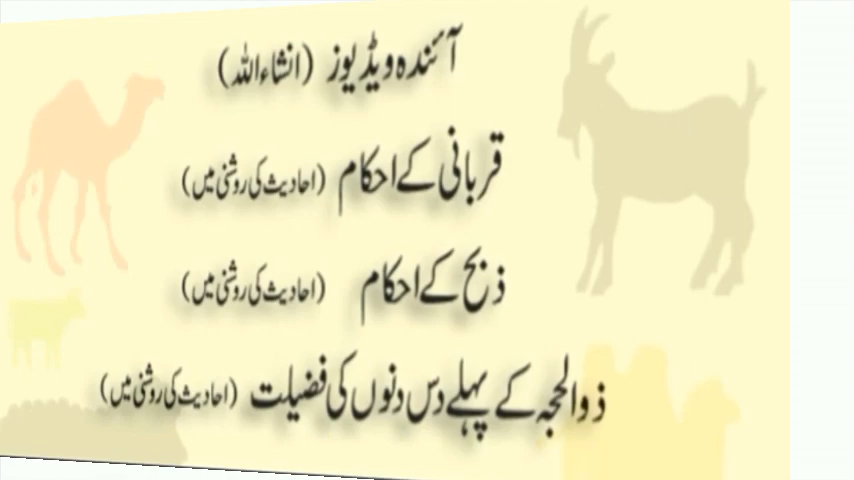 آئندہ ویڈیوز (انشاءاللہ)
قربانی کے احکام (احادیث کی روشنی میں)
ذبح کے احکام (احادیث کی روشنی میں)
ذوالحجہ کے پہلے دس دنوں کی فضیلت (احادیث کی روشنی میں)